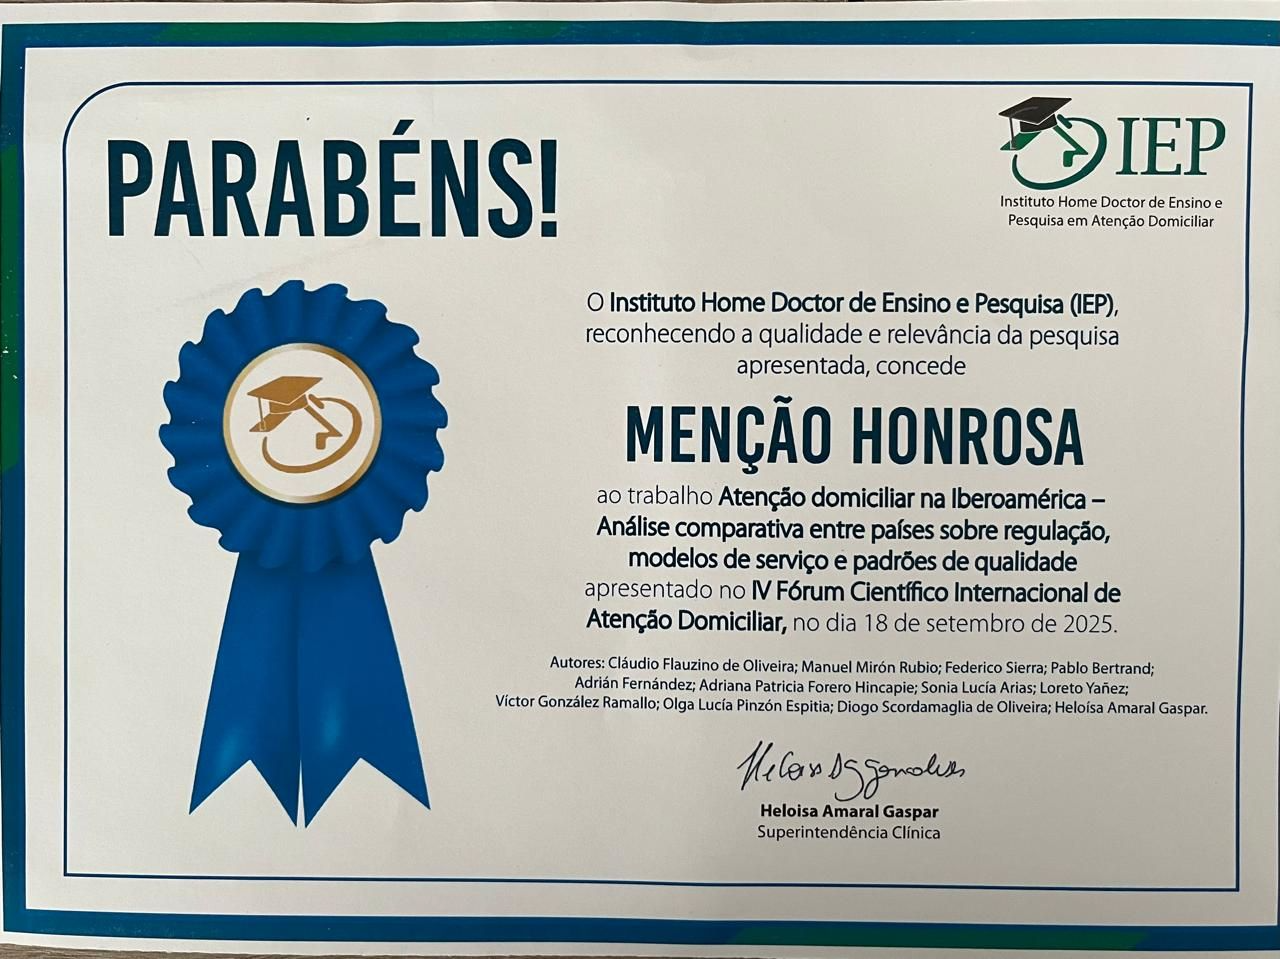 PARABÉNS!
IEP
Instituto Home Doctor de Ensino e
Pesquisa em Atenção Domiciliar
O Instituto Home Doctor de Ensino e Pesquisa (IEP),
reconhecendo a qualidade e relevância da pesquisa
apresentada, concede
MENÇÃO HONROSA
ao trabalho Atenção domiciliar na Iberoamérica –
Análise comparativa entre países sobre regulação,
modelos de serviço e padrões de qualidade
apresentado no IV Fórum Científico Internacional de
Atenção Domiciliar, no dia 18 de setembro de 2025.
Autores: Cláudio Flauzino de Oliveira; Manuel Mirón Rubio; Federico Sierra; Pablo Bertrand;
Adrián Fernández; Adriana Patricia Forero Hincapie; Sonia Lucía Arias; Loreto Yañez;
Víctor González Ramallo; Olga Lucía Pinzón Espitia; Diogo Scordamaglia de Oliveira; Heloísa Amaral Gaspar.
Heloisa Amaral Gaspar
Superintendência Clínica